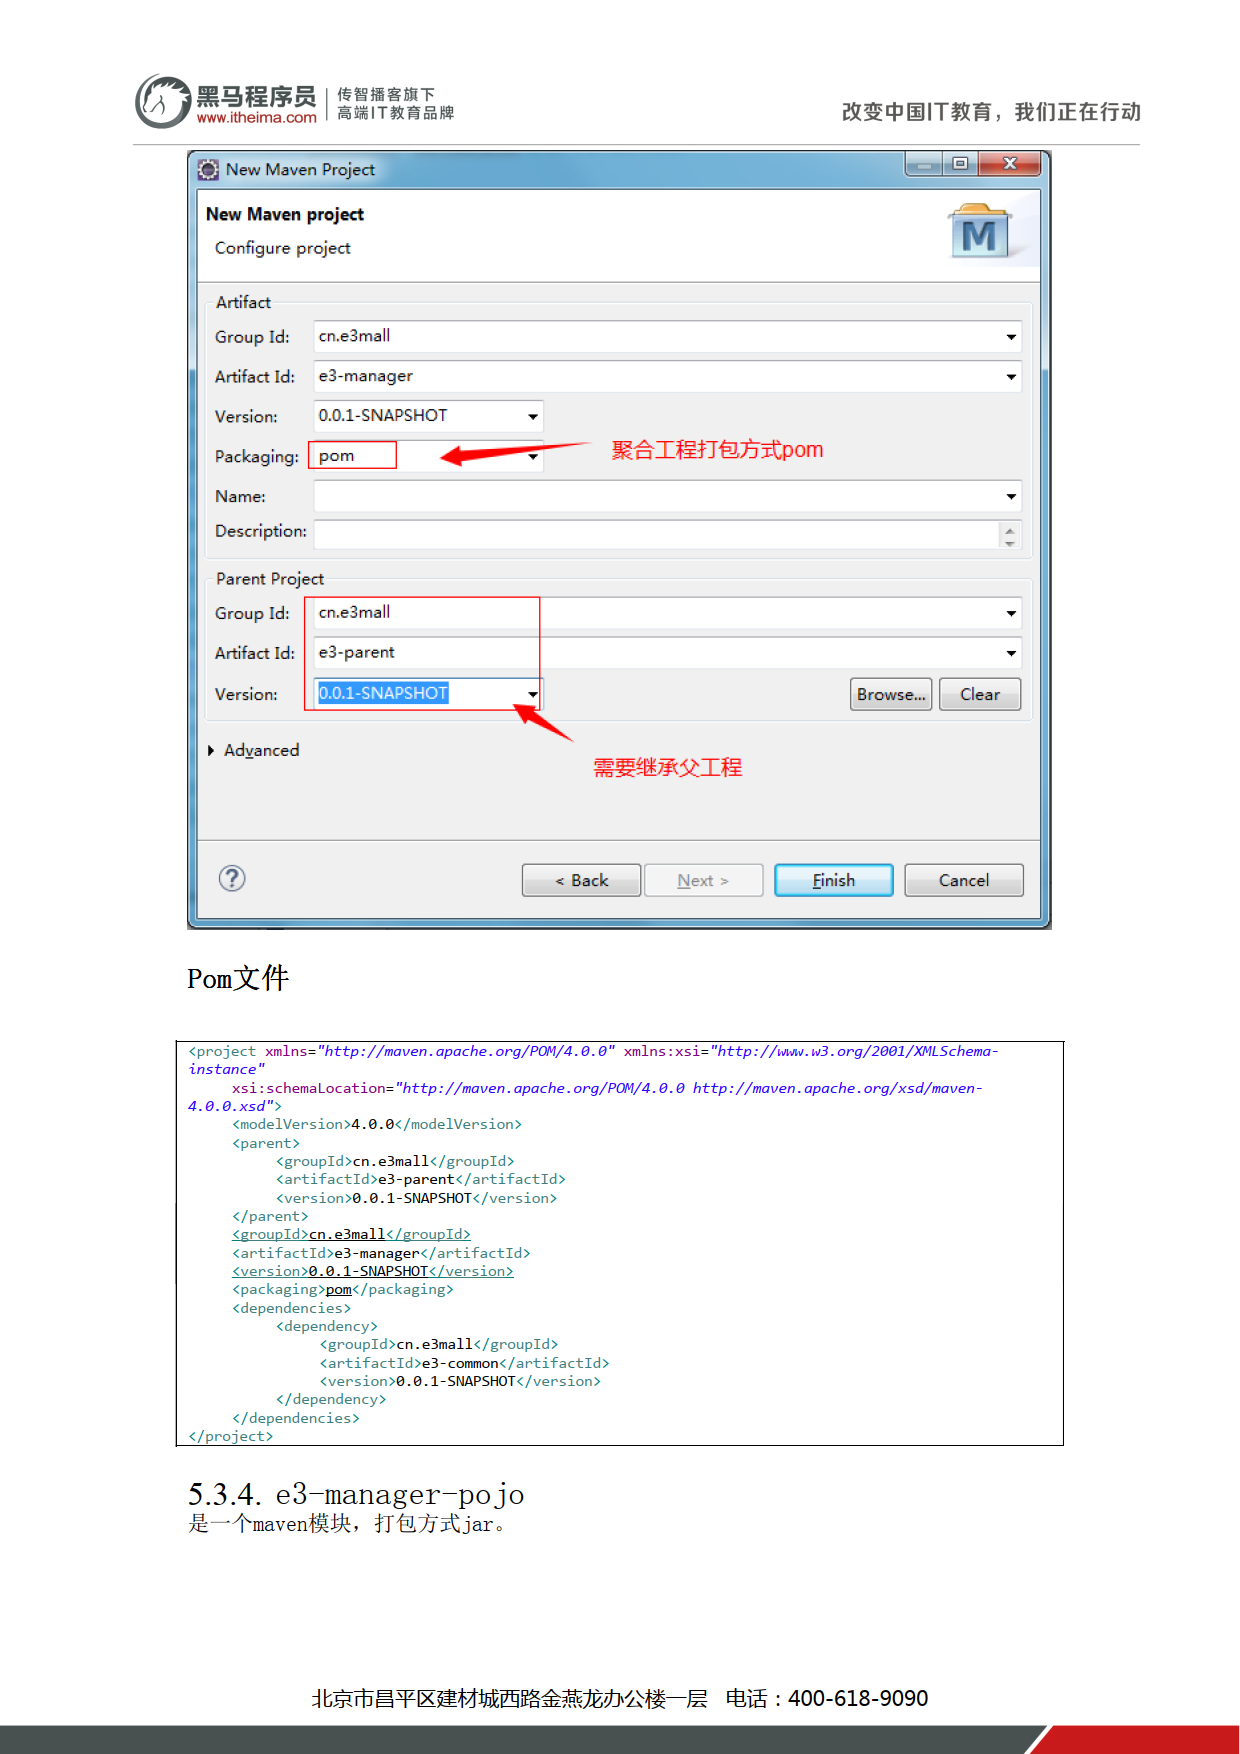 黑马程序员
www.itheima.com
传智播客旗下
高端IT教育品牌
改变中国IT教育，我们正在行动
New Maven Project
New Maven project
Configure project
M
Artifact
Group Id: cn.e3mall
Artifact Id: e3-manager
Version: 0.0.1-SNAPSHOT
Packaging: pom
聚合工程打包方式pom
Name:
Description:
Parent Project
Group Id: cn.e3mall
Artifact Id: e3-parent
Version: 0.0.1-SNAPSHOT
Browse... Clear
Advanced
需要继承父工程
? < Back Next > Finish Cancel
Pom文件
<project xmlns="http://maven.apache.org/POM/4.0.0" xmlns:xsi="http://www.w3.org/2001/XMLSchema-
instance"
xsi:schemaLocation="http://maven.apache.org/POM/4.0.0 http://maven.apache.org/xsd/maven-
4.0.0.xsd">
<modelVersion>4.0.0</modelVersion>
<parent>
<groupId>cn.e3mall</groupId>
<artifactId>e3-parent</artifactId>
<version>0.0.1-SNAPSHOT</version>
</parent>
<groupId>cn.e3mall</groupId>
<artifactId>e3-manager</artifactId>
<version>0.0.1-SNAPSHOT</version>
<packaging>pom</packaging>
<dependencies>
<dependency>
<groupId>cn.e3mall</groupId>
<artifactId>e3-common</artifactId>
<version>0.0.1-SNAPSHOT</version>
</dependency>
</dependencies>
</project>
5.3.4. e3-manager-pojo
是一个maven模块，打包方式jar。
北京市昌平区建材城西路金燕龙办公楼一层 电话：400-618-9090